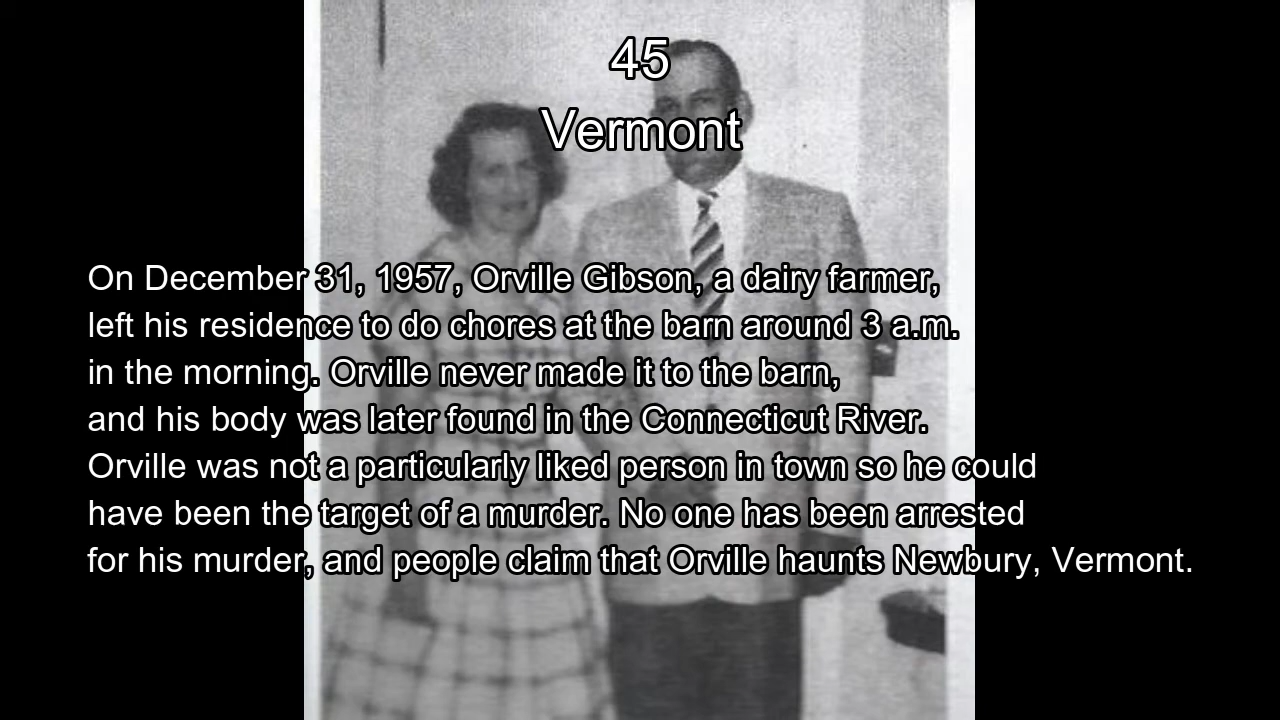 45
Vermont
On December 31, 1957, Orville Gibson, a dairy farmer,
left his residence to do chores at the barn around 3 a.m.
in the morning. Orville never made it to the barn,
and his body was later found in the Connecticut River.
Orville was not a particularly liked person in town so he could
have been the target of a murder. No one has been arrested
for his murder, and people claim that Orville haunts Newbury, Vermont.